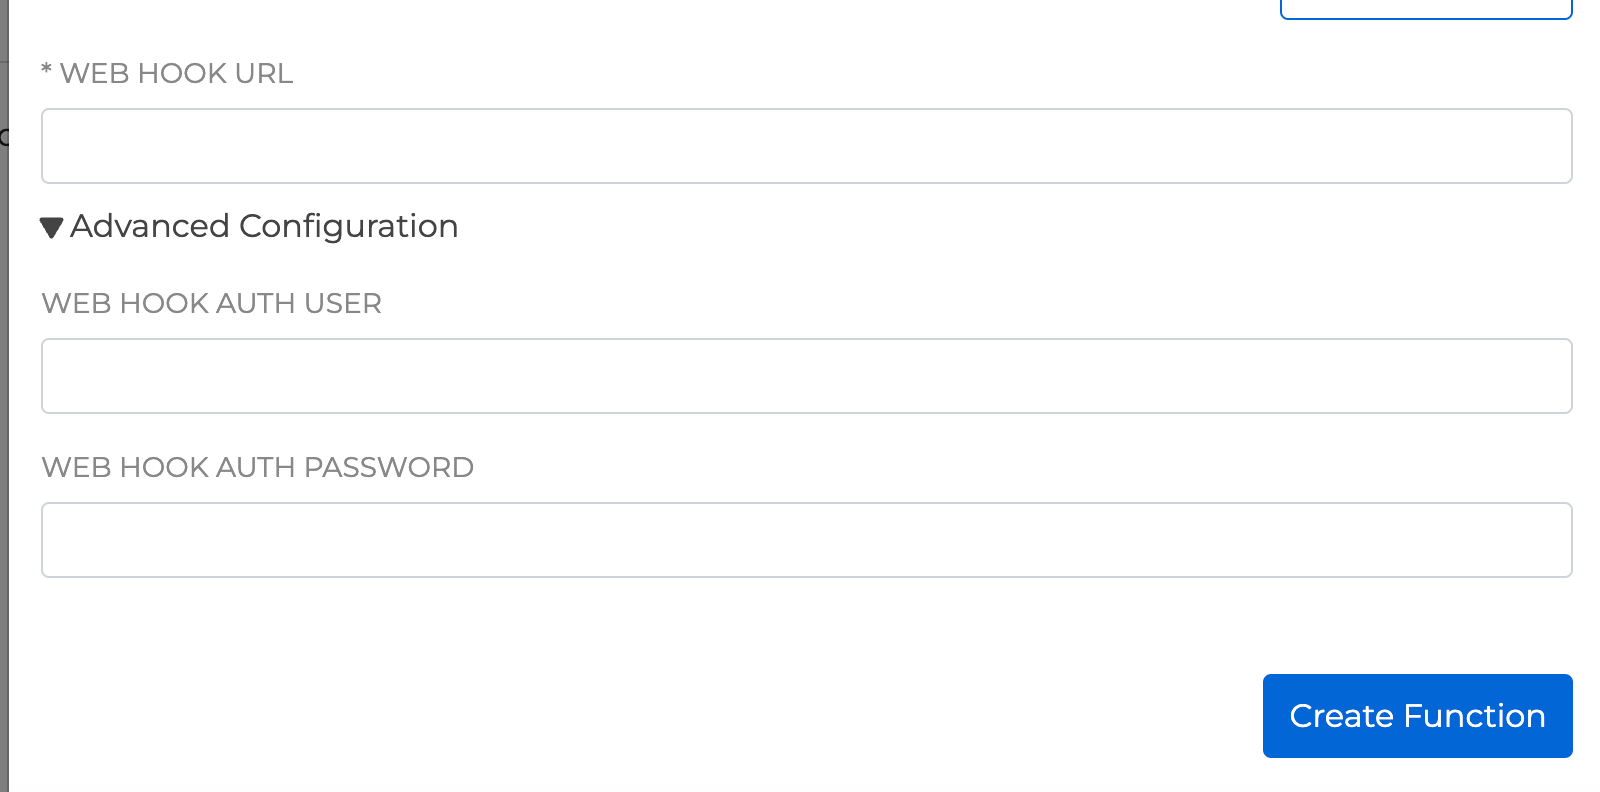 * WEB HOOK URL
Advanced Configuration
WEB HOOK AUTH USER
WEB HOOK AUTH PASSWORD
Create Function